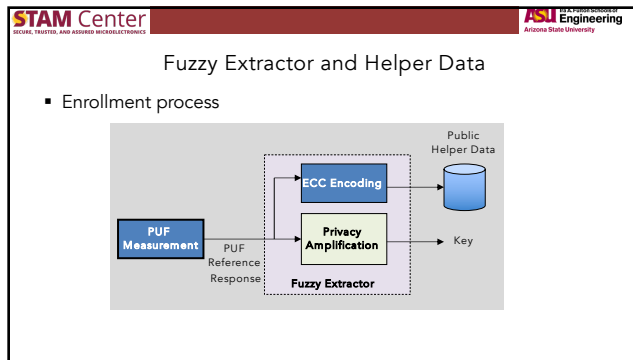 STAM Center
SECURE, TRUSTED, AND ASSURED MICROELECTRONICS
ASU Ira A. Fulton Schools of
Engineering
Arizona State University
Fuzzy Extractor and Helper Data
▪ Enrollment process
Public
Helper Data
ECC Encoding
PUF
Measurement
Privacy
Amplification
Key
PUF
Reference
Response
Fuzzy Extractor